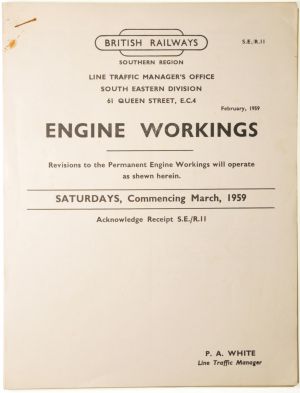 BRITISH RAILWAYS
S.E./R.11
SOUTHERN REGION
LINE TRAFFIC MANAGER'S OFFICE
SOUTH EASTERN DIVISION
61 QUEEN STREET, E.C.4
February, 1959
ENGINE WORKINGS
Revisions to the Permanent Engine Workings will operate
as shewn herein.
SATURDAYS, Commencing March, 1959
Acknowledge Receipt S.E./R.11
P. A. WHITE
Line Traffic Manager